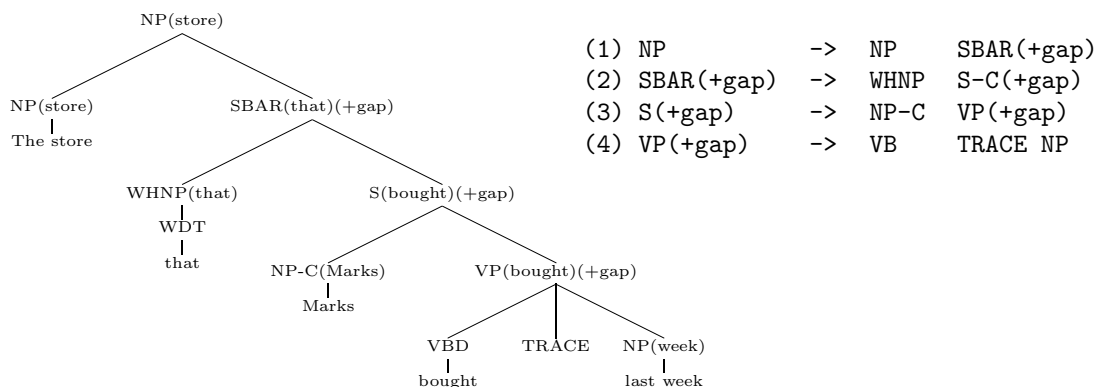 NP(store)
NP(store)
The store
SBAR(that)(+gap)
WHNP(that)
WDT
that
S(bought)(+gap)
NP-C(Marks)
Marks
VP(bought)(+gap)
VBD
bought
TRACE
NP(week)
last week
(1) NP -> NP SBAR(+gap)
(2) SBAR(+gap) -> WHNP S-C(+gap)
(3) S(+gap) -> NP-C VP(+gap)
(4) VP(+gap) -> VB TRACE NP